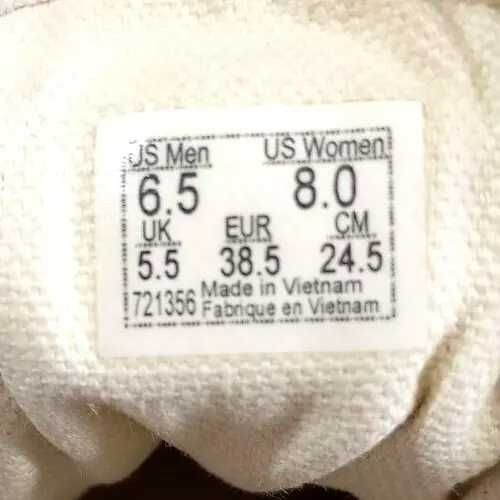 US Men US Women
6.5 8.0
UK EUR CM
5.5 38.5 24.5
721356 Made in Vietnam
Fabrique en Vietnam